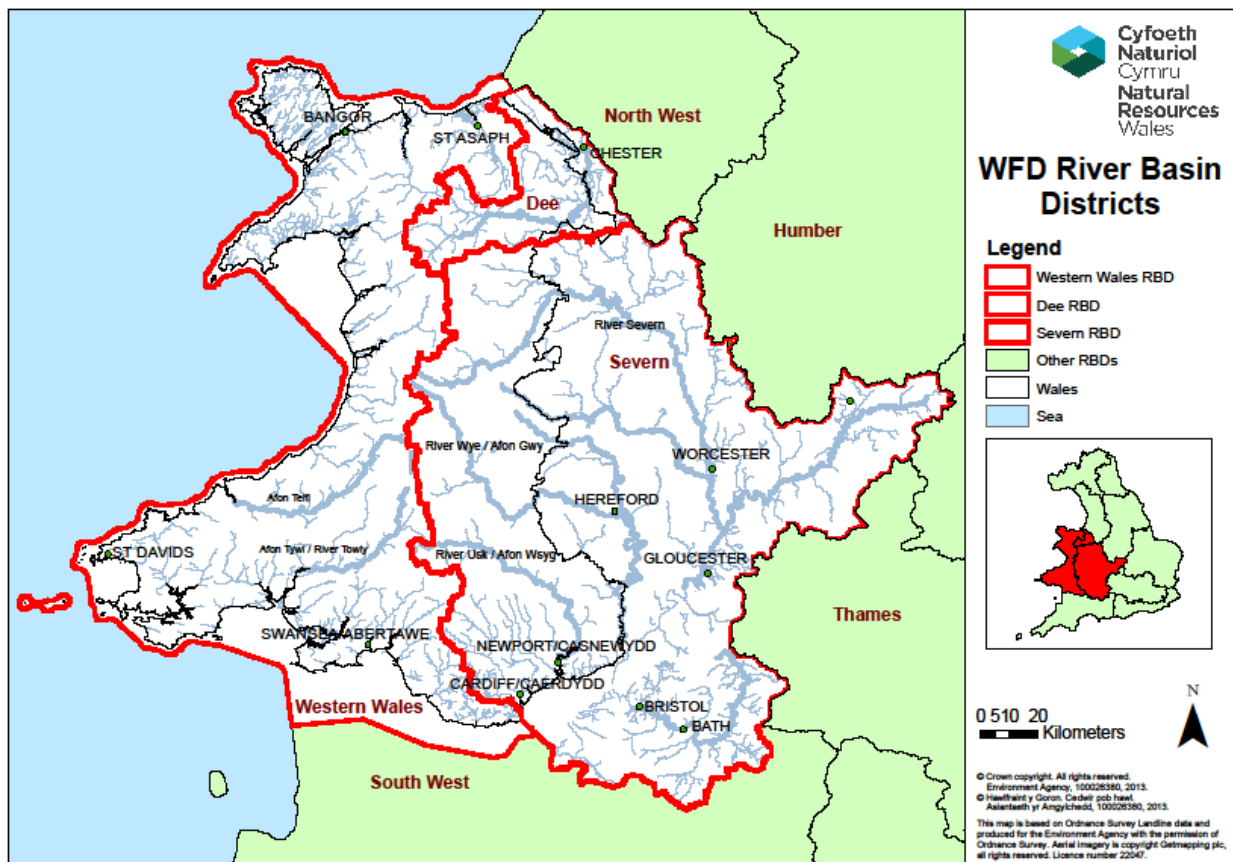 North West
BANGOR
ST ASAPH
CHESTER
Dee
Humber
River Severn
Severn
River Wye / Afon Gwy
WORCESTER
Afon Teifi
HEREFORD
ST DAVIDS
Afon Tywi / River Towly
River Usk / Afon Wsyg
GLOUCESTER
Thames
SWANSEA/ABERTAWE
NEWPORT/CASNEWYDD
CARDIFF/CAERDYDD
Western Wales
BRISTOL
BATH
South West
Cyfoeth
Naturiol
Cymru
Natural
Resources
Wales
WFD River Basin
Districts
Legend
Western Wales RBD
Dee RBD
Severn RBD
Other RBDs
Wales
Sea
N
0 510 20
Kilometers
© Crown copyright. All rights reserved.
Environment Agency, 100026380, 2013.
© Hawlfraint y Goron. Cedwir pob hawl.
Asiantaeth yr Amgylchedd, 100026380, 2013.
This map is based on Ordnance Survey Landline data and
produced for the Environment Agency with the permission of
Ordnance Survey. Aerial imagery is copyright Getmapping plc,
all rights reserved. Licence number 22047.